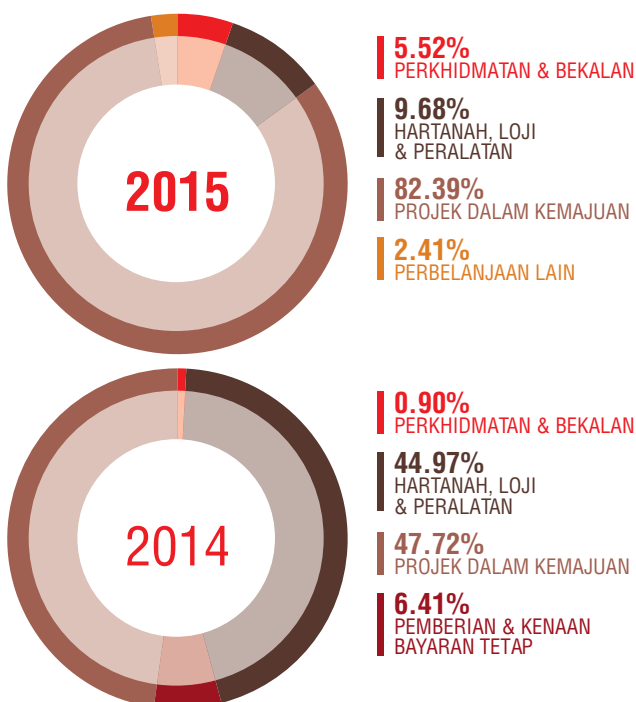 2015
5.52%
PERKHIDMATAN & BEKALAN
9.68%
HARTANAH, LOJI
& PERALATAN
82.39%
PROJEK DALAM KEMAJUAN
2.41%
PERBELANJAAN LAIN
2014
0.90%
PERKHIDMATAN & BEKALAN
44.97%
HARTANAH, LOJI
& PERALATAN
47.72%
PROJEK DALAM KEMAJUAN
6.41%
PEMBERIAN & KENAAN
BAYARAN TETAP